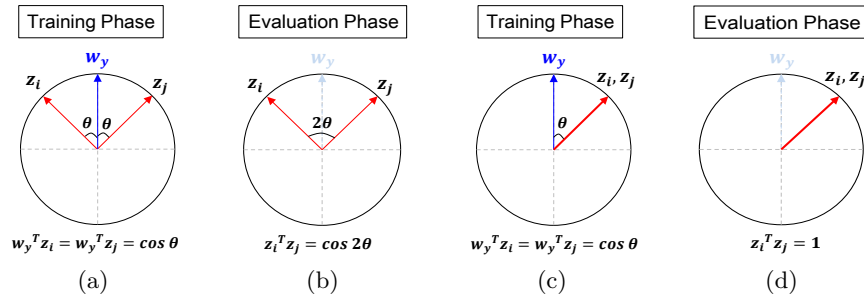 Training Phase
w_y
z_i
z_j
θ
θ
w_y^T z_i = w_y^T z_j = cos θ
(a)
Evaluation Phase
w_y
z_i
z_j
2θ
z_i^T z_j = cos 2θ
(b)
Training Phase
w_y
z_i, z_j
θ
w_y^T z_i = w_y^T z_j = cos θ
(c)
Evaluation Phase
w_y
z_i, z_j
z_i^T z_j = 1
(d)